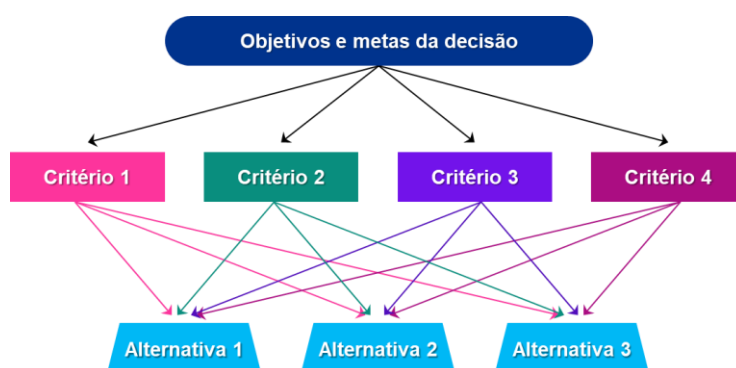 Objetivos e metas da decisão
Critério 1
Critério 2
Critério 3
Critério 4
Alternativa 1
Alternativa 2
Alternativa 3